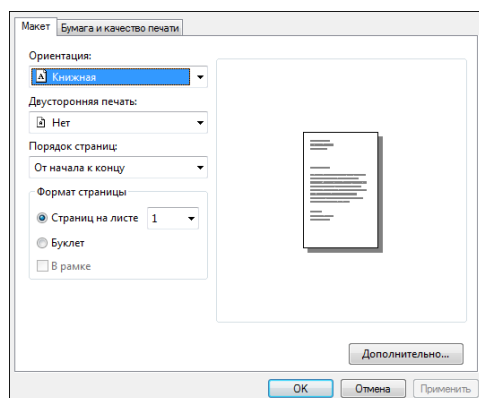 Макет Бумага и качество печати
Ориентация:
A Книжная
Двусторонняя печать:
Нет
Порядок страниц:
От начала к концу
Формат страницы
Страниц на листе 1
Буклет
В рамке
Дополнительно...
OK Отмена Применить